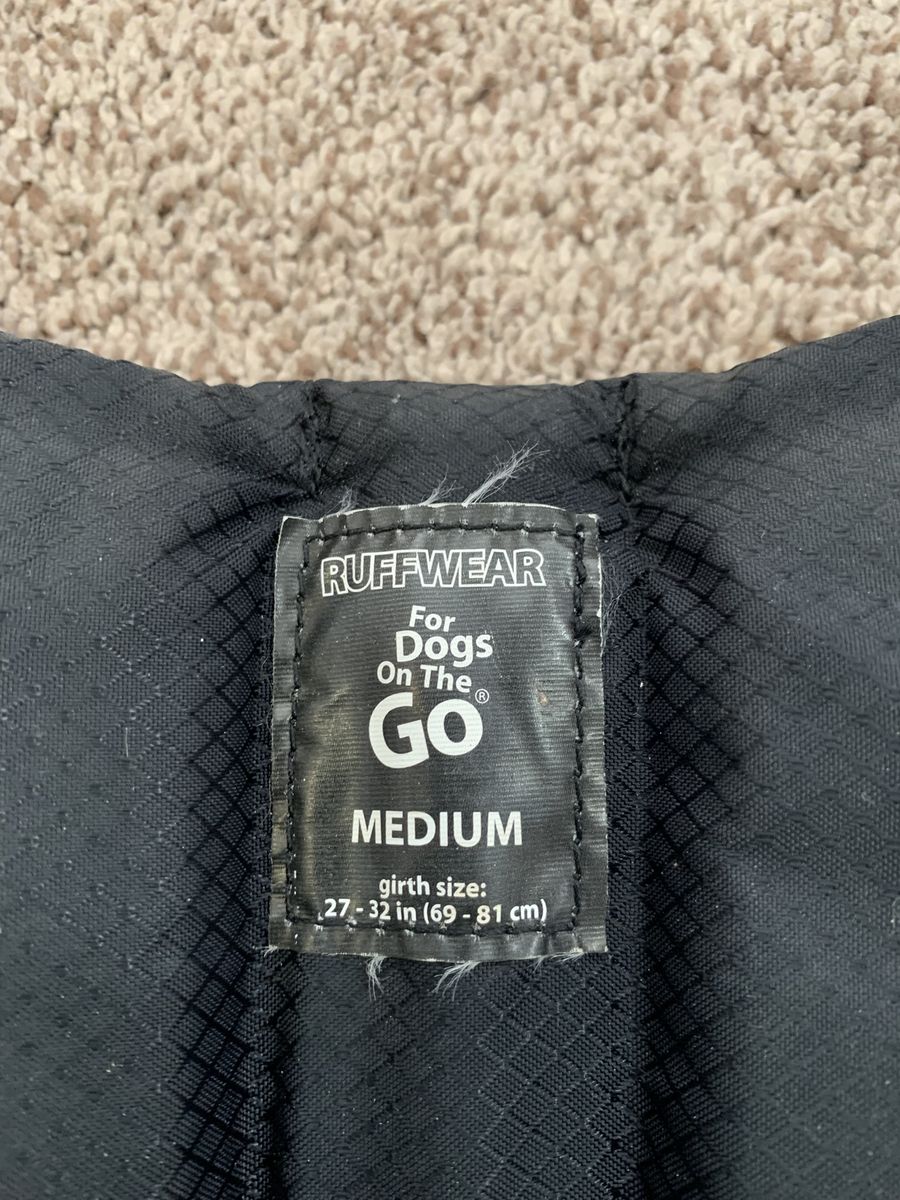 RUFFWEAR
For
Dogs
On The
Go®
MEDIUM
girth size:
27 - 32 in (69 - 81 cm)